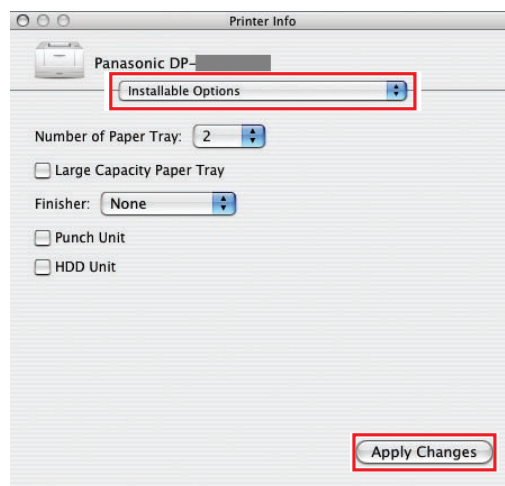 Printer Info
Panasonic DP-
Installable Options
Number of Paper Tray: 2
Large Capacity Paper Tray
Finisher: None
Punch Unit
HDD Unit
Apply Changes